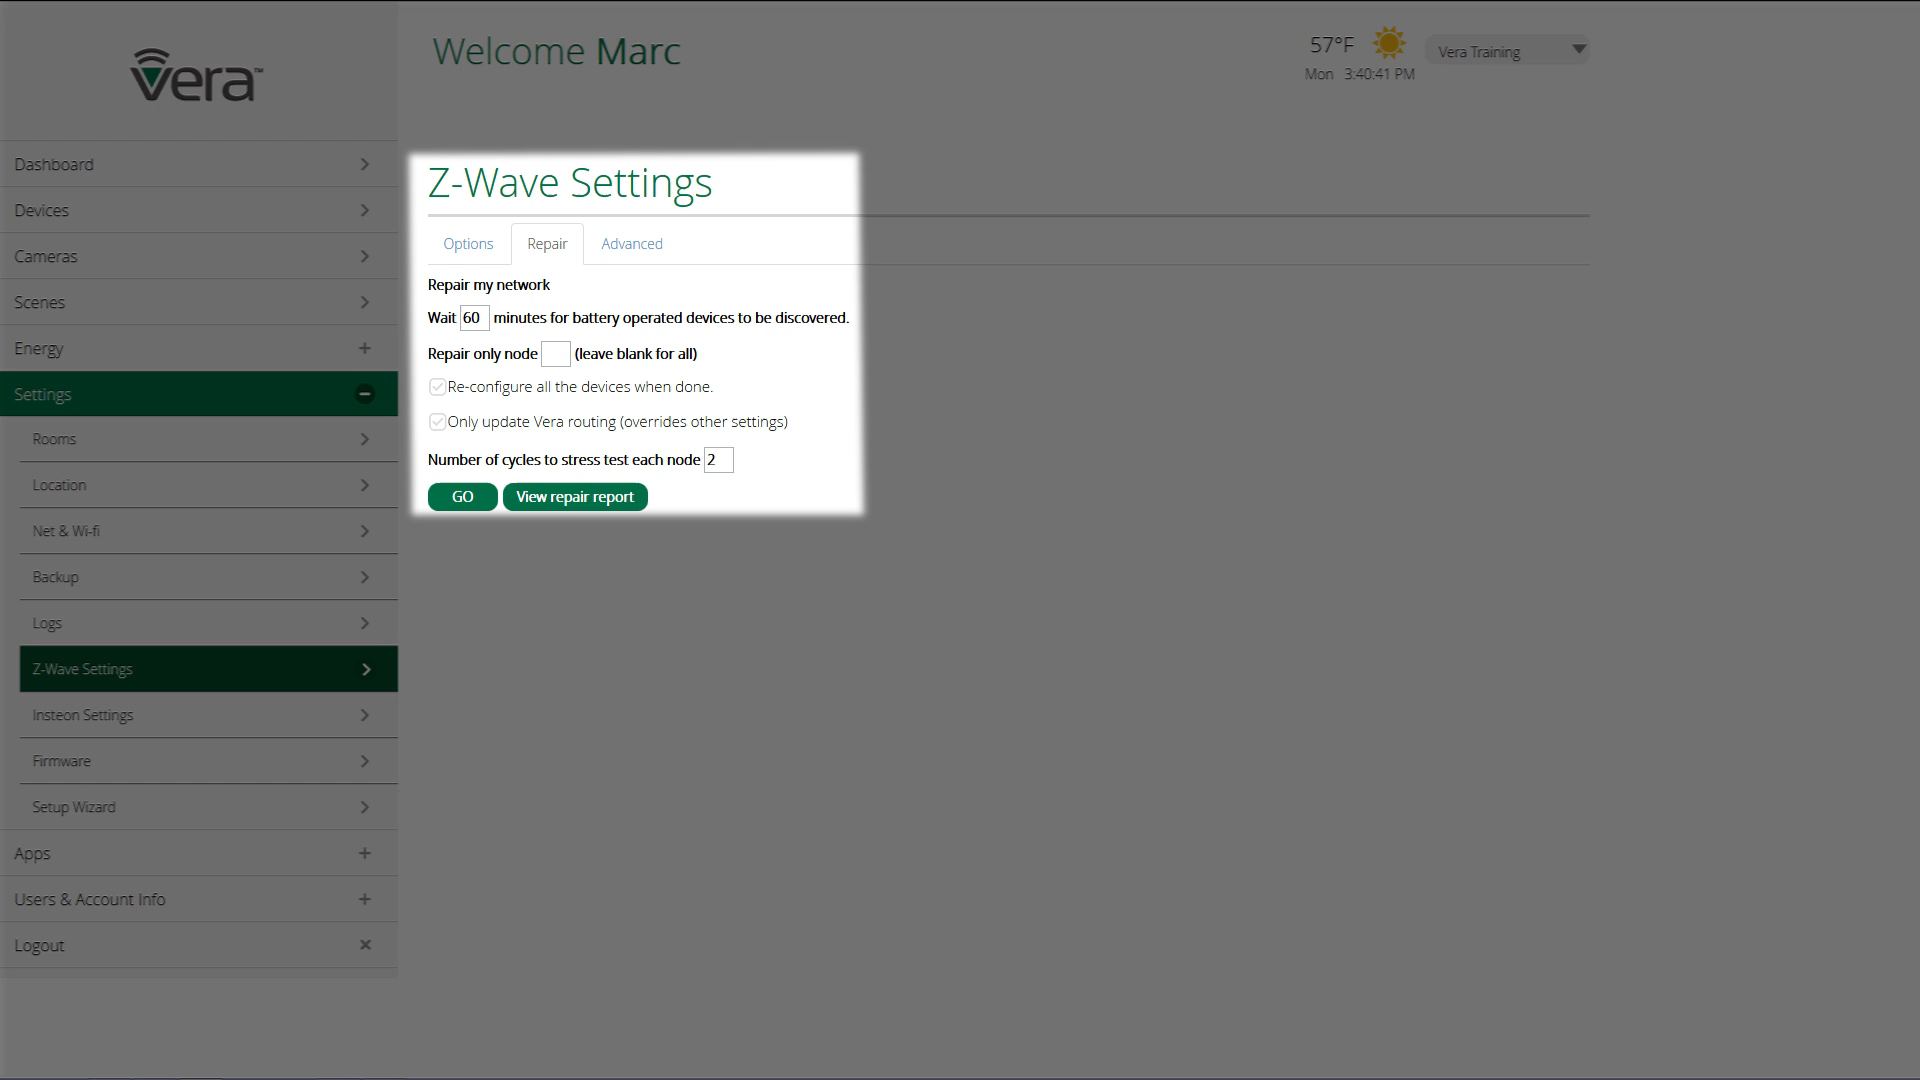 vera™
Welcome Marc
57°F
Mon 3:40:41 PM
Vera Training
Dashboard
Devices
Cameras
Scenes
Energy
Settings
Rooms
Location
Net & Wi-fi
Backup
Logs
Z-Wave Settings
Insteon Settings
Firmware
Setup Wizard
Apps
Users & Account Info
Logout
Z-Wave Settings
Options Repair Advanced
Repair my network
Wait 60 minutes for battery operated devices to be discovered.
Repair only node (leave blank for all)
Re-configure all the devices when done.
Only update Vera routing (overrides other settings)
Number of cycles to stress test each node 2
GO View repair report